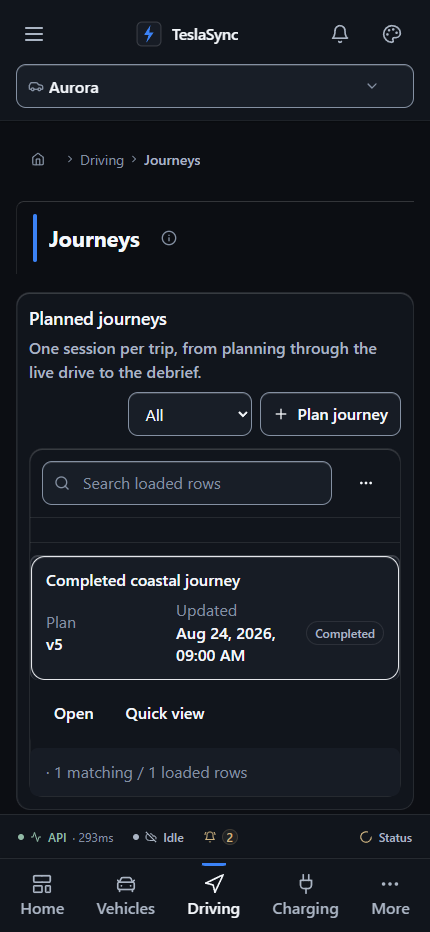 TeslaSync
Aurora
Driving
Journeys
Journeys
Planned journeys
One session per trip, from planning through the
live drive to the debrief.
All
Plan journey
Search loaded rows
Completed coastal journey
Plan
v5
Updated
Aug 24, 2026,
09:00 AM
Completed
Open
Quick view
· 1 matching / 1 loaded rows
API · 293ms
Idle
2
Status
Home
Vehicles
Driving
Charging
More